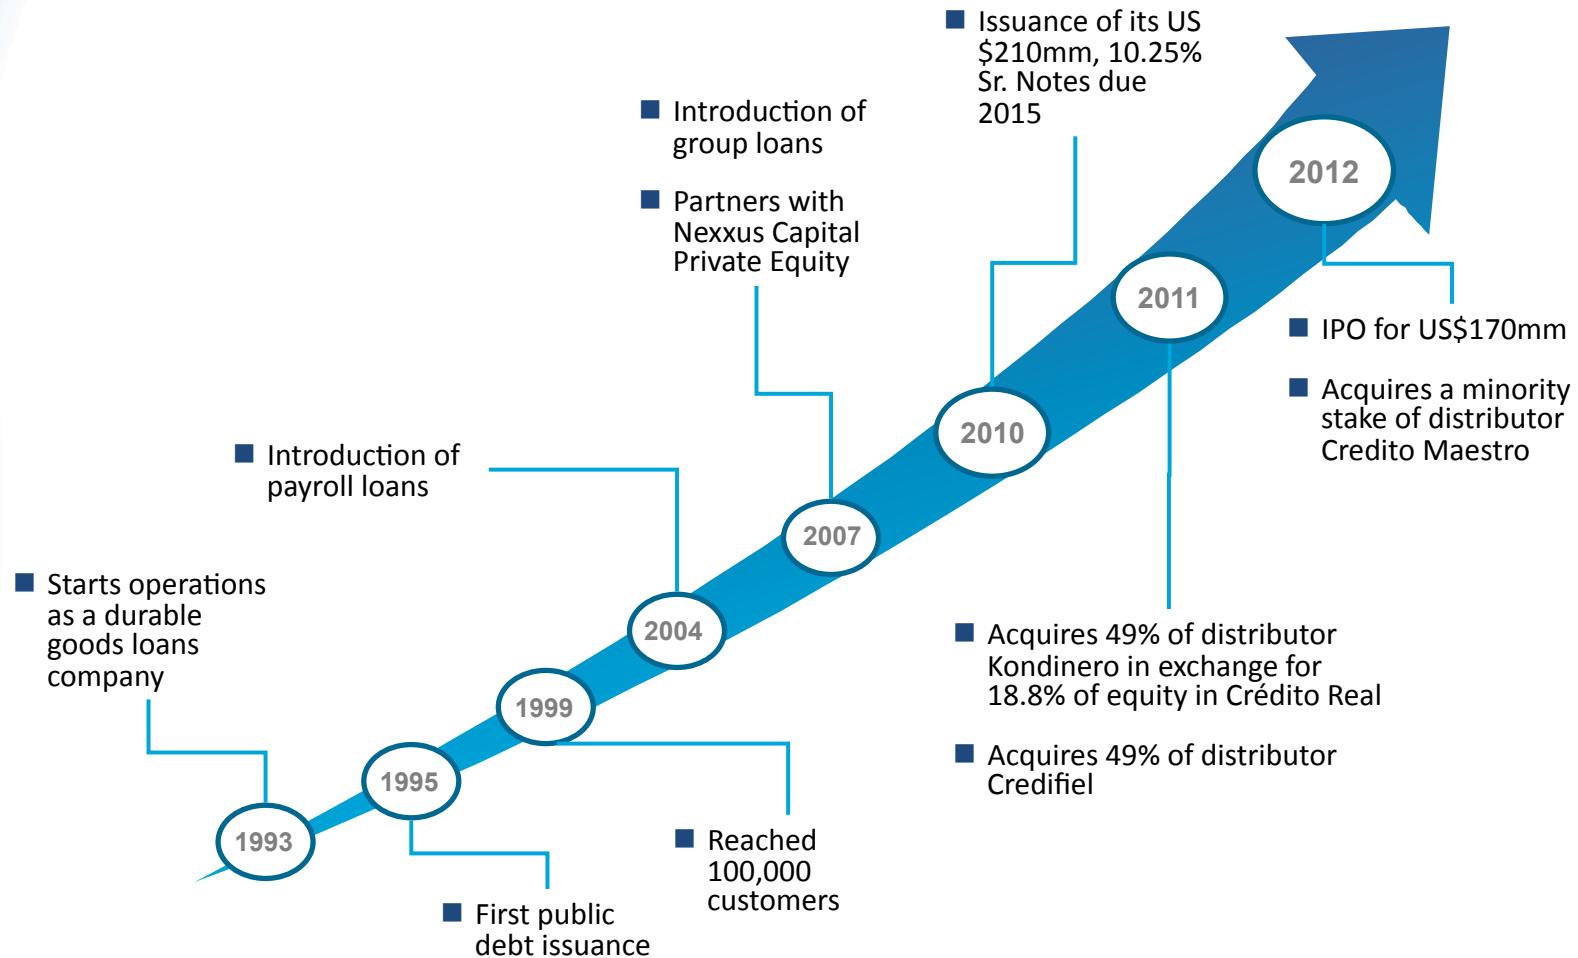 Issuance of its US
$210mm, 10.25%
Sr. Notes due
2015
Introduction of
group loans
Partners with
Nexxus Capital
Private Equity
2012
2011
IPO for US$170mm
Acquires a minority
stake of distributor
Credito Maestro
2010
Introduction of
payroll loans
2007
Starts operations
as a durable
goods loans
company
2004
Acquires 49% of distributor
Kondinero in exchange for
18.8% of equity in Crédito Real
Acquires 49% of distributor
Credifiel
1999
1995
1993
Reached
100,000
customers
First public
debt issuance